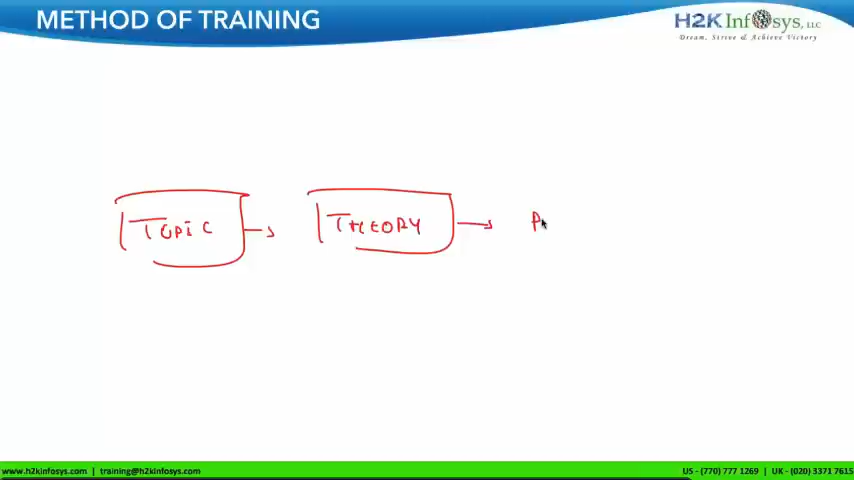 METHOD OF TRAINING
H2K Infosys, LLC
Dream, Strive & Achieve Victory
TOPIC → THEORY → P
www.h2kinfosys.com | training@h2kinfosys.com
US - (770) 777 1269 | UK - (020) 3371 7615